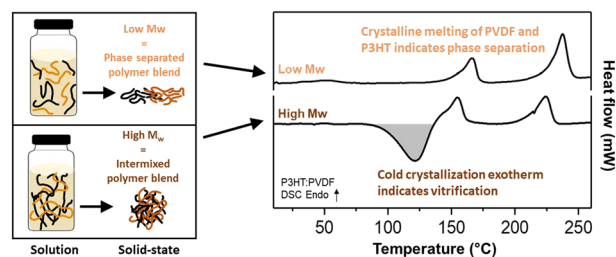 Low Mw
=
Phase separated
polymer blend
High Mw
=
Intermixed
polymer blend
Solution
Solid-state
Crystalline melting of PVDF and
P3HT indicates phase separation
Low Mw
High Mw
Cold crystallization exotherm
indicates vitrification
P3HT:PVDF
DSC Endo ↑
50 100 150 200 250
Temperature (°C)
Heat flow (mW)